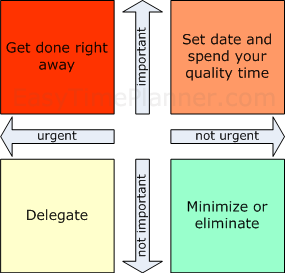 Get done right
away
important
Set date and
spend your
quality time
urgent
not urgent
Delegate
not important
Minimize or
eliminate